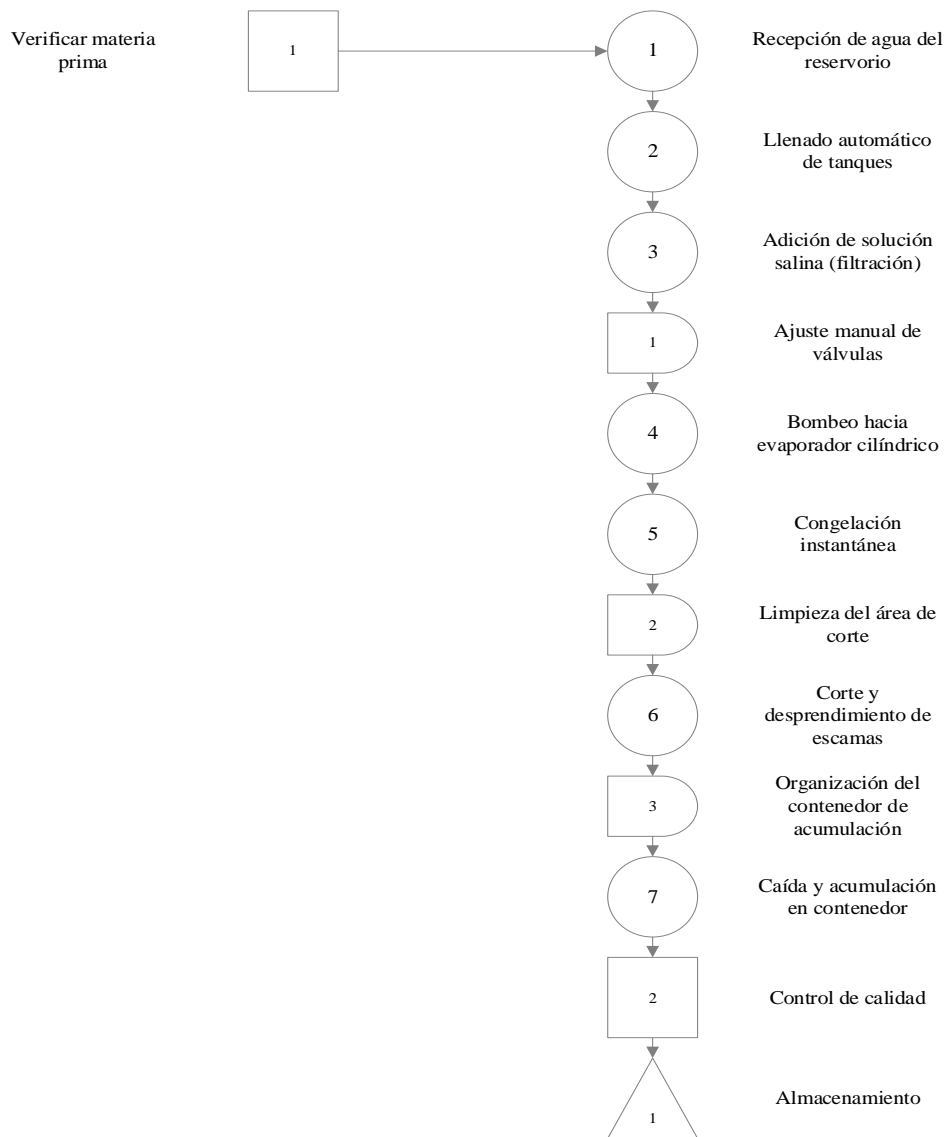 Verificar materia
prima
1
1
Recepción de agua del
reservorio
2
Llenado automático
de tanques
3
Adición de solución
salina (filtración)
1
Ajuste manual de
válvulas
4
Bombeo hacia
evaporador cilíndrico
5
Congelación
instantánea
2
Limpieza del área de
corte
6
Corte y
desprendimiento de
escamas
3
Organización del
contenedor de
acumulación
7
Caída y acumulación
en contenedor
2
Control de calidad
1
Almacenamiento